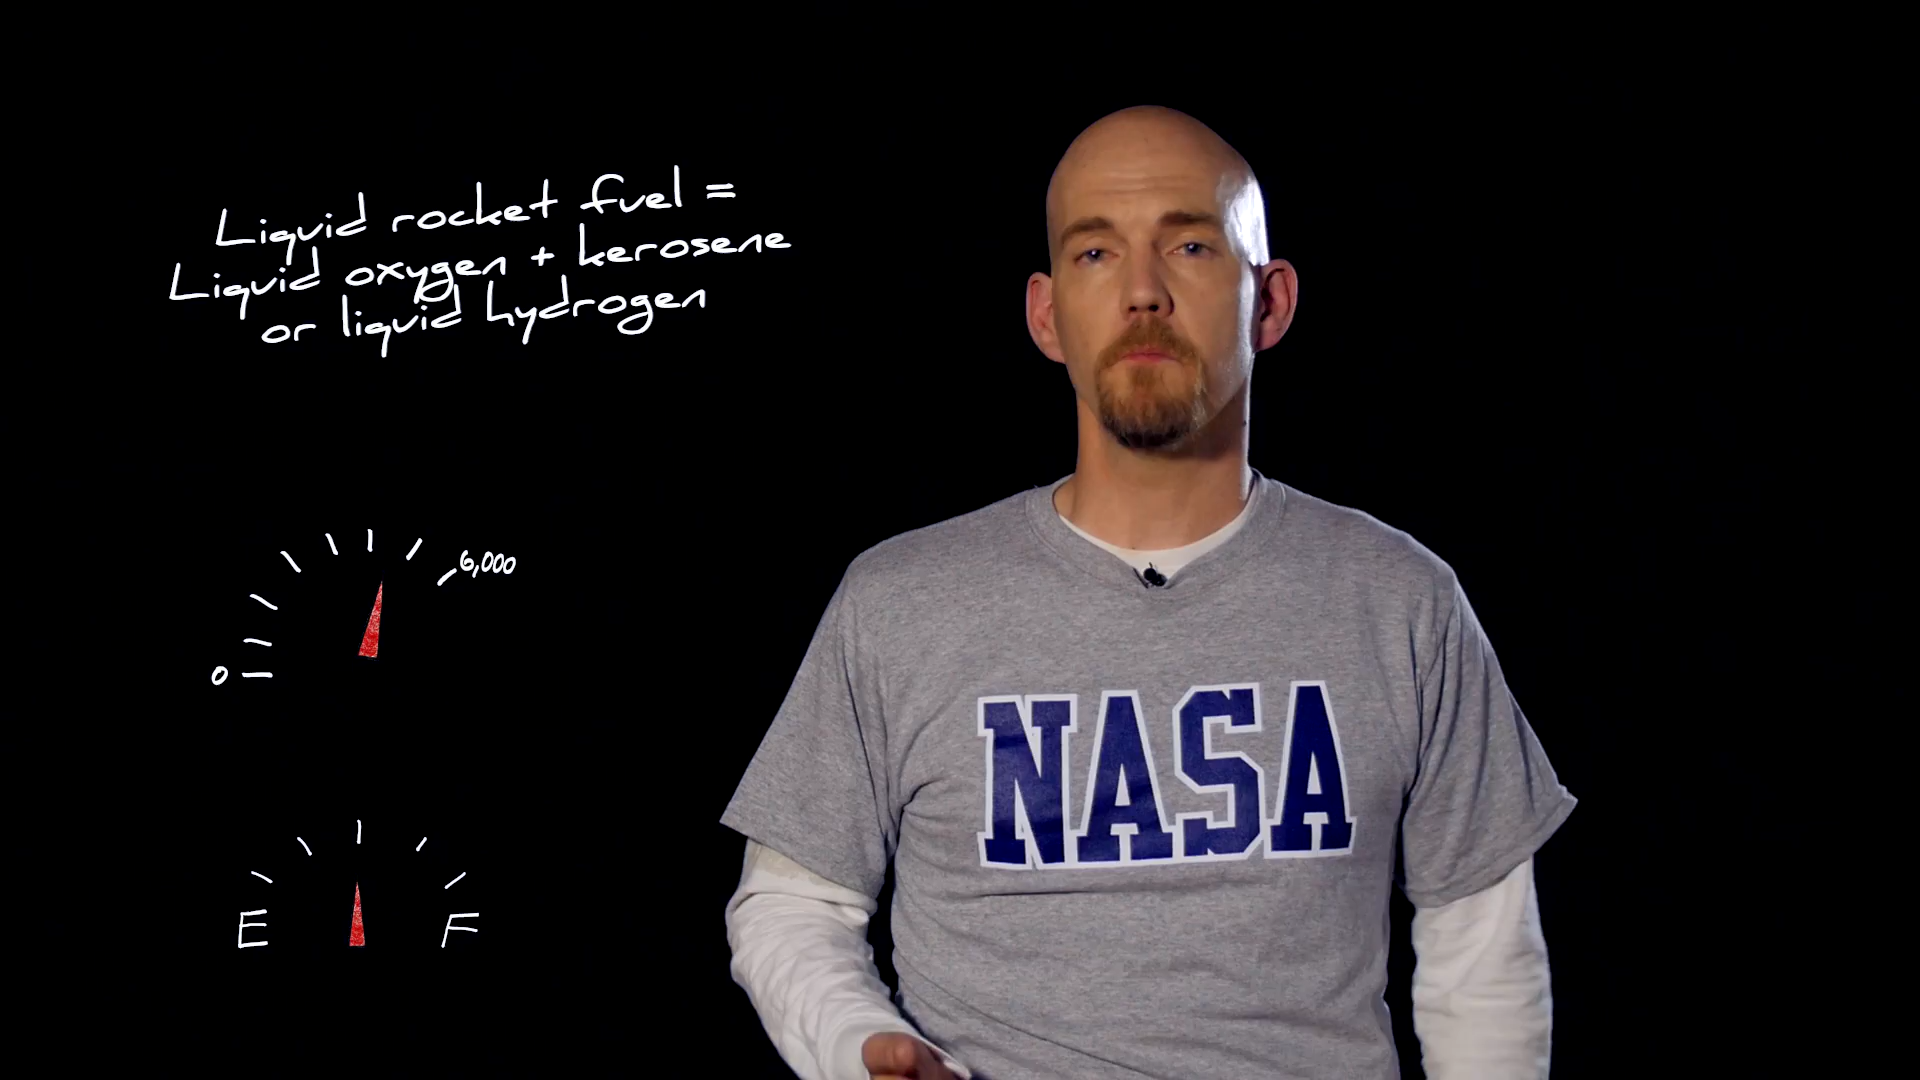 Liquid rocket fuel =
Liquid oxygen + kerosene
or liquid hydrogen
6,000
0
NASA
E F